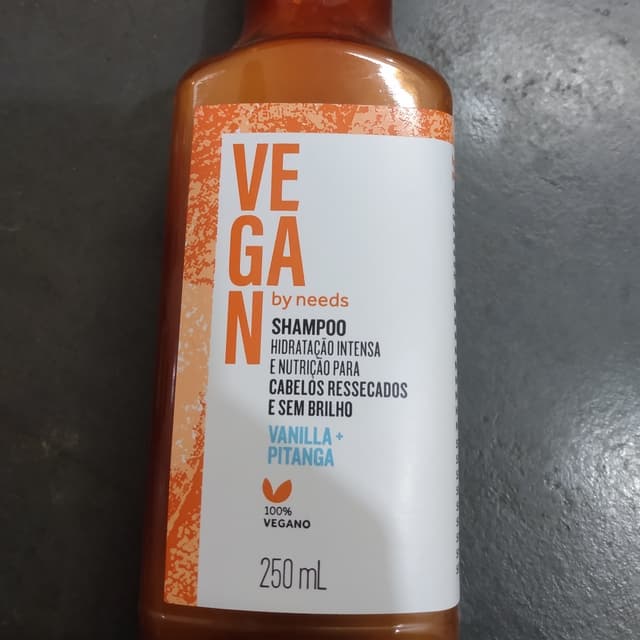 VE
GA
N
by needs
SHAMPOO
HIDRATAÇÃO INTENSA
E NUTRIÇÃO PARA
CABELOS RESSECADOS
E SEM BRILHO
VANILLA +
PITANGA
100%
VEGANO
250 mL